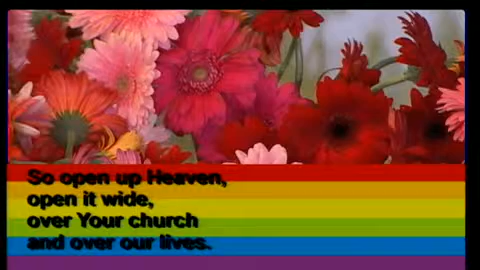 So open up Heaven,
open it wide,
over Your church
and over our lives.